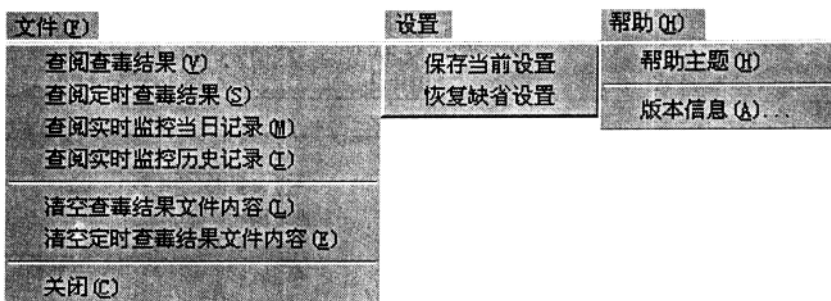 文件(F)
查阅查毒结果(V)
查阅定时查毒结果(S)
查阅实时监控当日记录(M)
查阅实时监控历史记录(I)
清空查毒结果文件内容(L)
清空定时查毒结果文件内容(E)
关闭(C)
设置
保存当前设置
恢复缺省设置
帮助(H)
帮助主题(H)
版本信息(A)...